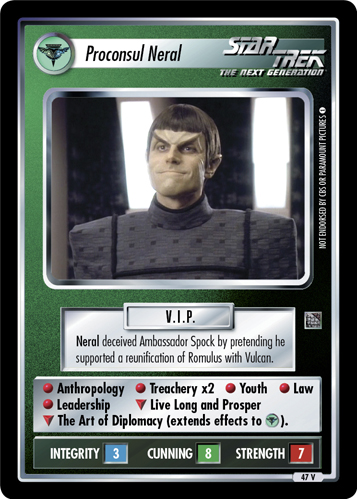 Proconsul Neral
STAR TREK
THE NEXT GENERATION
NOT ENDORSED BY CBS OR PARAMOUNT PICTURES
V.I.P.
Neral deceived Ambassador Spock by pretending he
supported a reunification of Romulus with Vulcan.
Anthropology Treachery x2 Youth Law
Leadership Live Long and Prosper
The Art of Diplomacy (extends effects to ).
INTEGRITY 3 CUNNING 8 STRENGTH 7
47 V